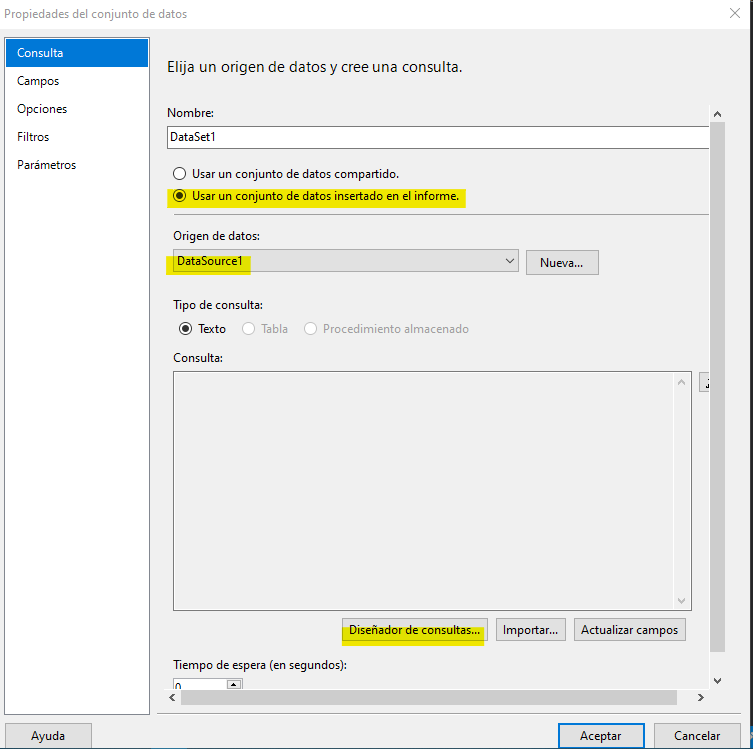 Propiedades del conjunto de datos
Consulta
Campos
Opciones
Filtros
Parámetros
Elija un origen de datos y cree una consulta.
Nombre:
DataSet1
Usar un conjunto de datos compartido.
Usar un conjunto de datos insertado en el informe.
Origen de datos:
DataSource1
Nueva...
Tipo de consulta:
Texto Tabla Procedimiento almacenado
Consulta:
Diseñador de consultas... Importar... Actualizar campos
Tiempo de espera (en segundos):
0
Ayuda Aceptar Cancelar